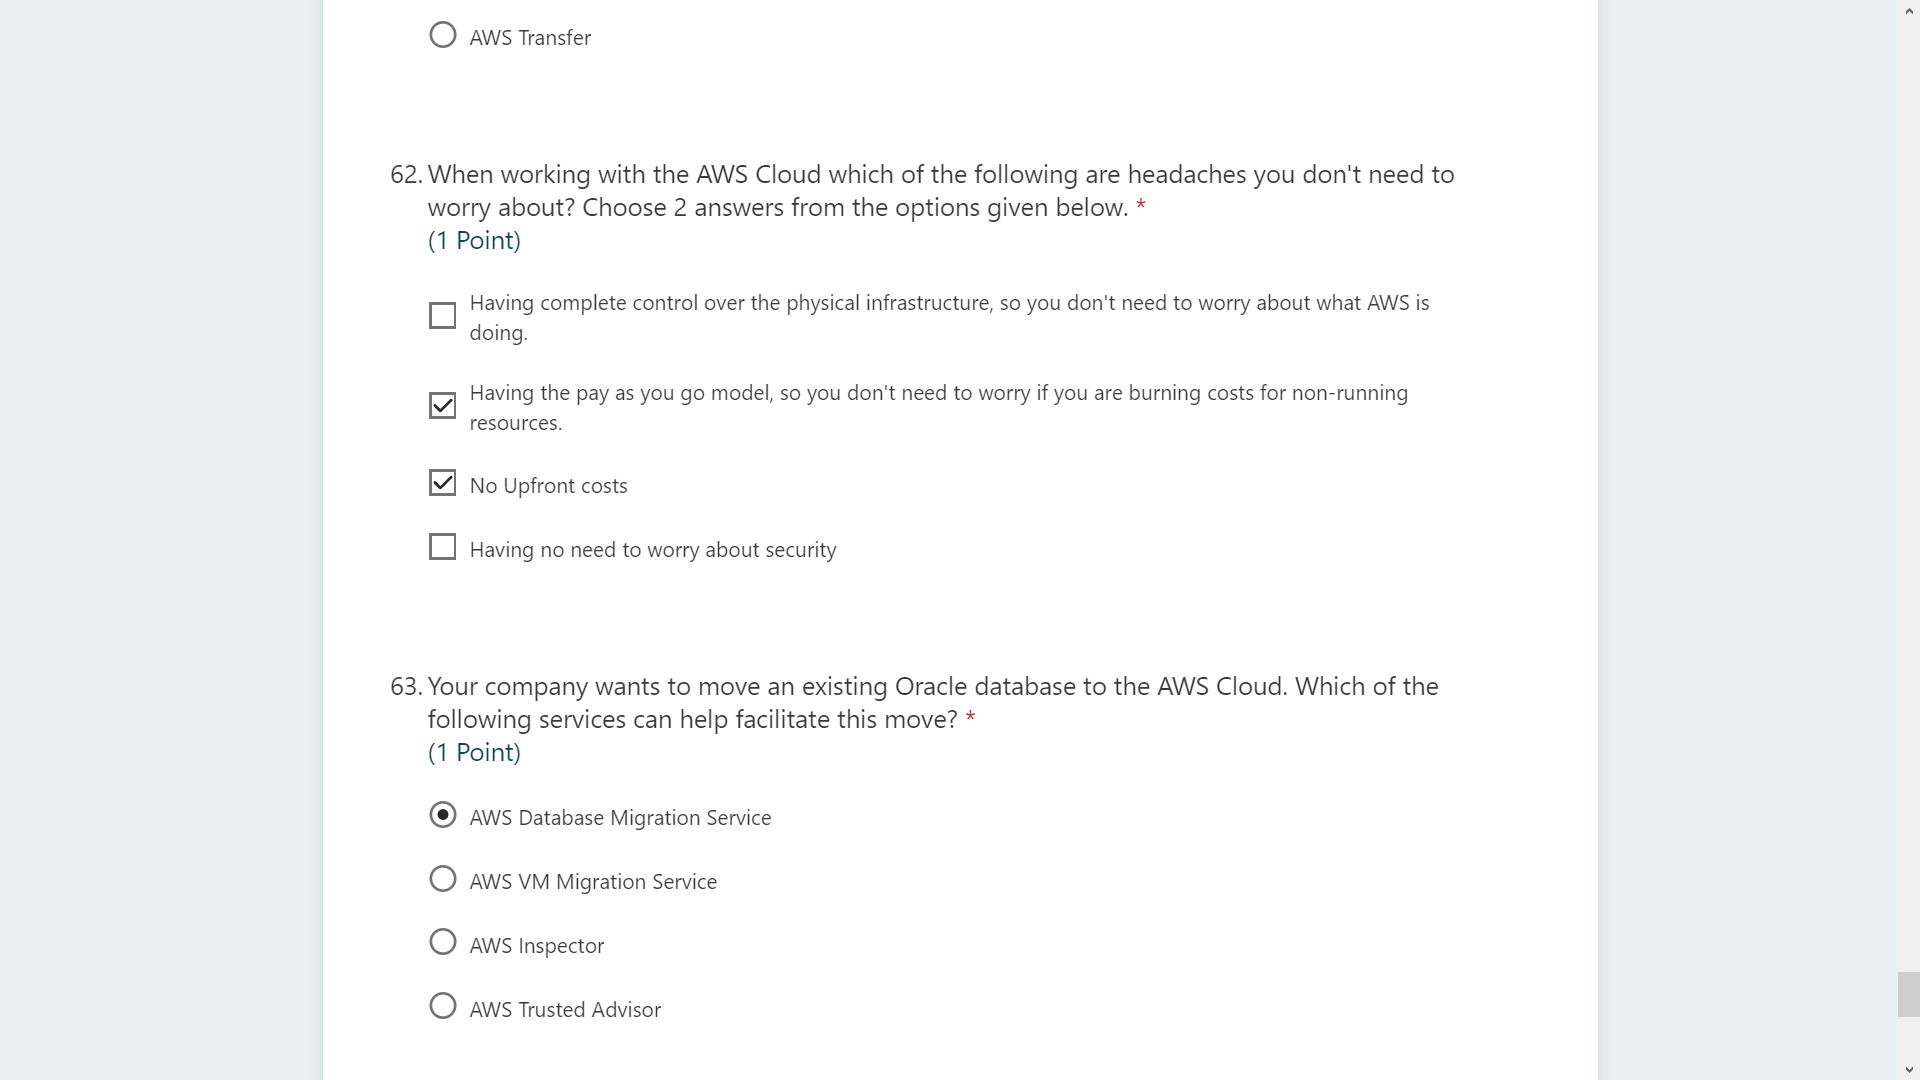 AWS Transfer
62. When working with the AWS Cloud which of the following are headaches you don't need to
worry about? Choose 2 answers from the options given below. *
(1 Point)
Having complete control over the physical infrastructure, so you don't need to worry about what AWS is
doing.
Having the pay as you go model, so you don't need to worry if you are burning costs for non-running
resources.
No Upfront costs
Having no need to worry about security
63. Your company wants to move an existing Oracle database to the AWS Cloud. Which of the
following services can help facilitate this move? *
(1 Point)
AWS Database Migration Service
AWS VM Migration Service
AWS Inspector
AWS Trusted Advisor